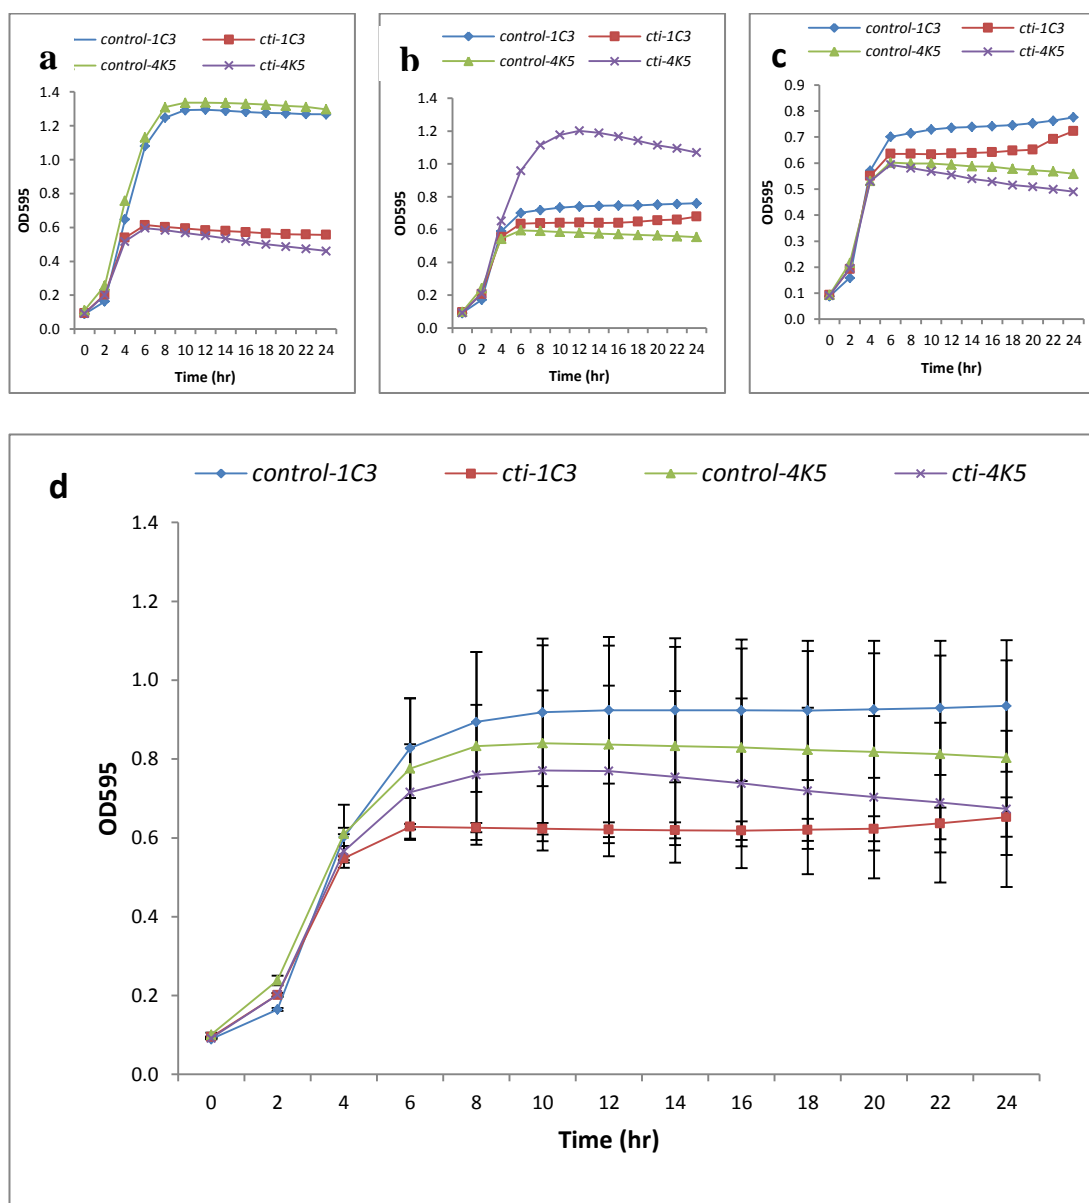 a
control-1C3 cti-1C3
control-4K5 cti-4K5
1.4
1.2
1.0
0.8
0.6
0.4
0.2
0.0
OD595
0 2 4 6 8 10 12 14 16 18 20 22 24
Time (hr)
b
control-1C3 cti-1C3
control-4K5 cti-4K5
1.4
1.2
1.0
0.8
0.6
0.4
0.2
0.0
OD595
0 2 4 6 8 10 12 14 16 18 20 22 24
Time (hr)
c
control-1C3 cti-1C3
control-4K5 cti-4K5
0.9
0.8
0.7
0.6
0.5
0.4
0.3
0.2
0.1
0.0
OD595
0 2 4 6 8 10 12 14 16 18 20 22 24
Time (hr)
d
control-1C3 cti-1C3 control-4K5 cti-4K5
1.4
1.2
1.0
0.8
0.6
0.4
0.2
0.0
OD595
0 2 4 6 8 10 12 14 16 18 20 22 24
Time (hr)